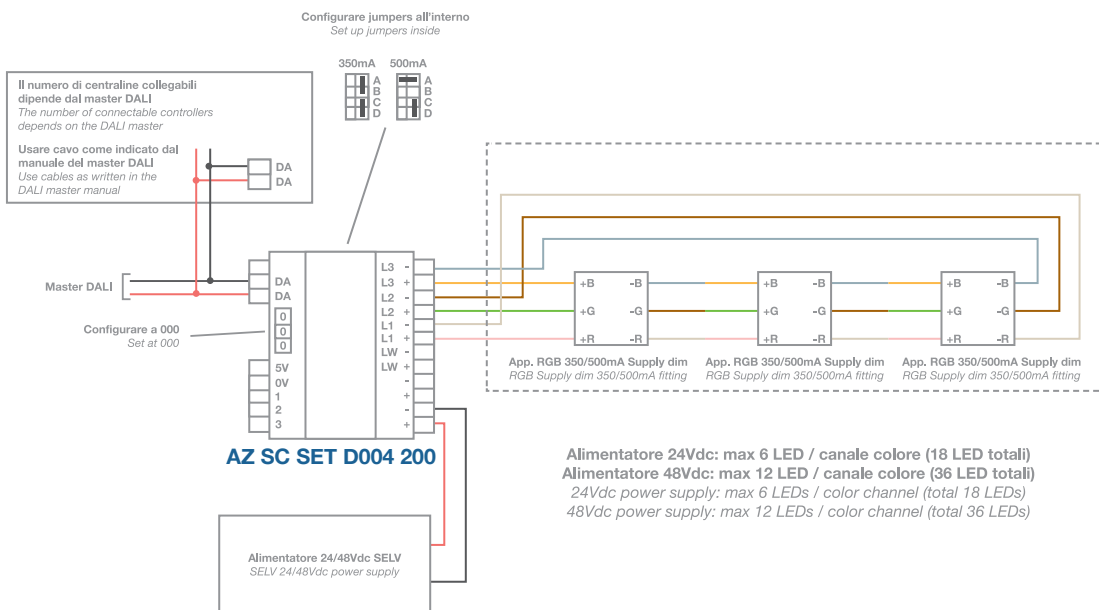 Configurare jumpers all'interno
Set up jumpers inside
350mA 500mA
A A
B B
C C
D D
Il numero di centraline collegabili
dipende dal master DALI
The number of connectable controllers
depends on the DALI master
Usare cavo come indicato dal
manuale del master DALI
Use cables as written in the
DALI master manual
DA
DA
Master DALI
DA
DA
Configurare a 000
Set at 000
0
0
0
5V
0V
1
2
3
L3 -
L3 +
L2 -
L2 +
L1 -
L1 +
LW -
LW +
-
+
-
+
AZ SC SET D004 200
+B -B
+G -G
+R -R
App. RGB 350/500mA Supply dim
RGB Supply dim 350/500mA fitting
+B -B
+G -G
+R -R
App. RGB 350/500mA Supply dim
RGB Supply dim 350/500mA fitting
+B -B
+G -G
+R -R
App. RGB 350/500mA Supply dim
RGB Supply dim 350/500mA fitting
Alimentatore 24Vdc: max 6 LED / canale colore (18 LED totali)
Alimentatore 48Vdc: max 12 LED / canale colore (36 LED totali)
24Vdc power supply: max 6 LEDs / color channel (total 18 LEDs)
48Vdc power supply: max 12 LEDs / color channel (total 36 LEDs)
Alimentatore 24/48Vdc SELV
SELV 24/48Vdc power supply